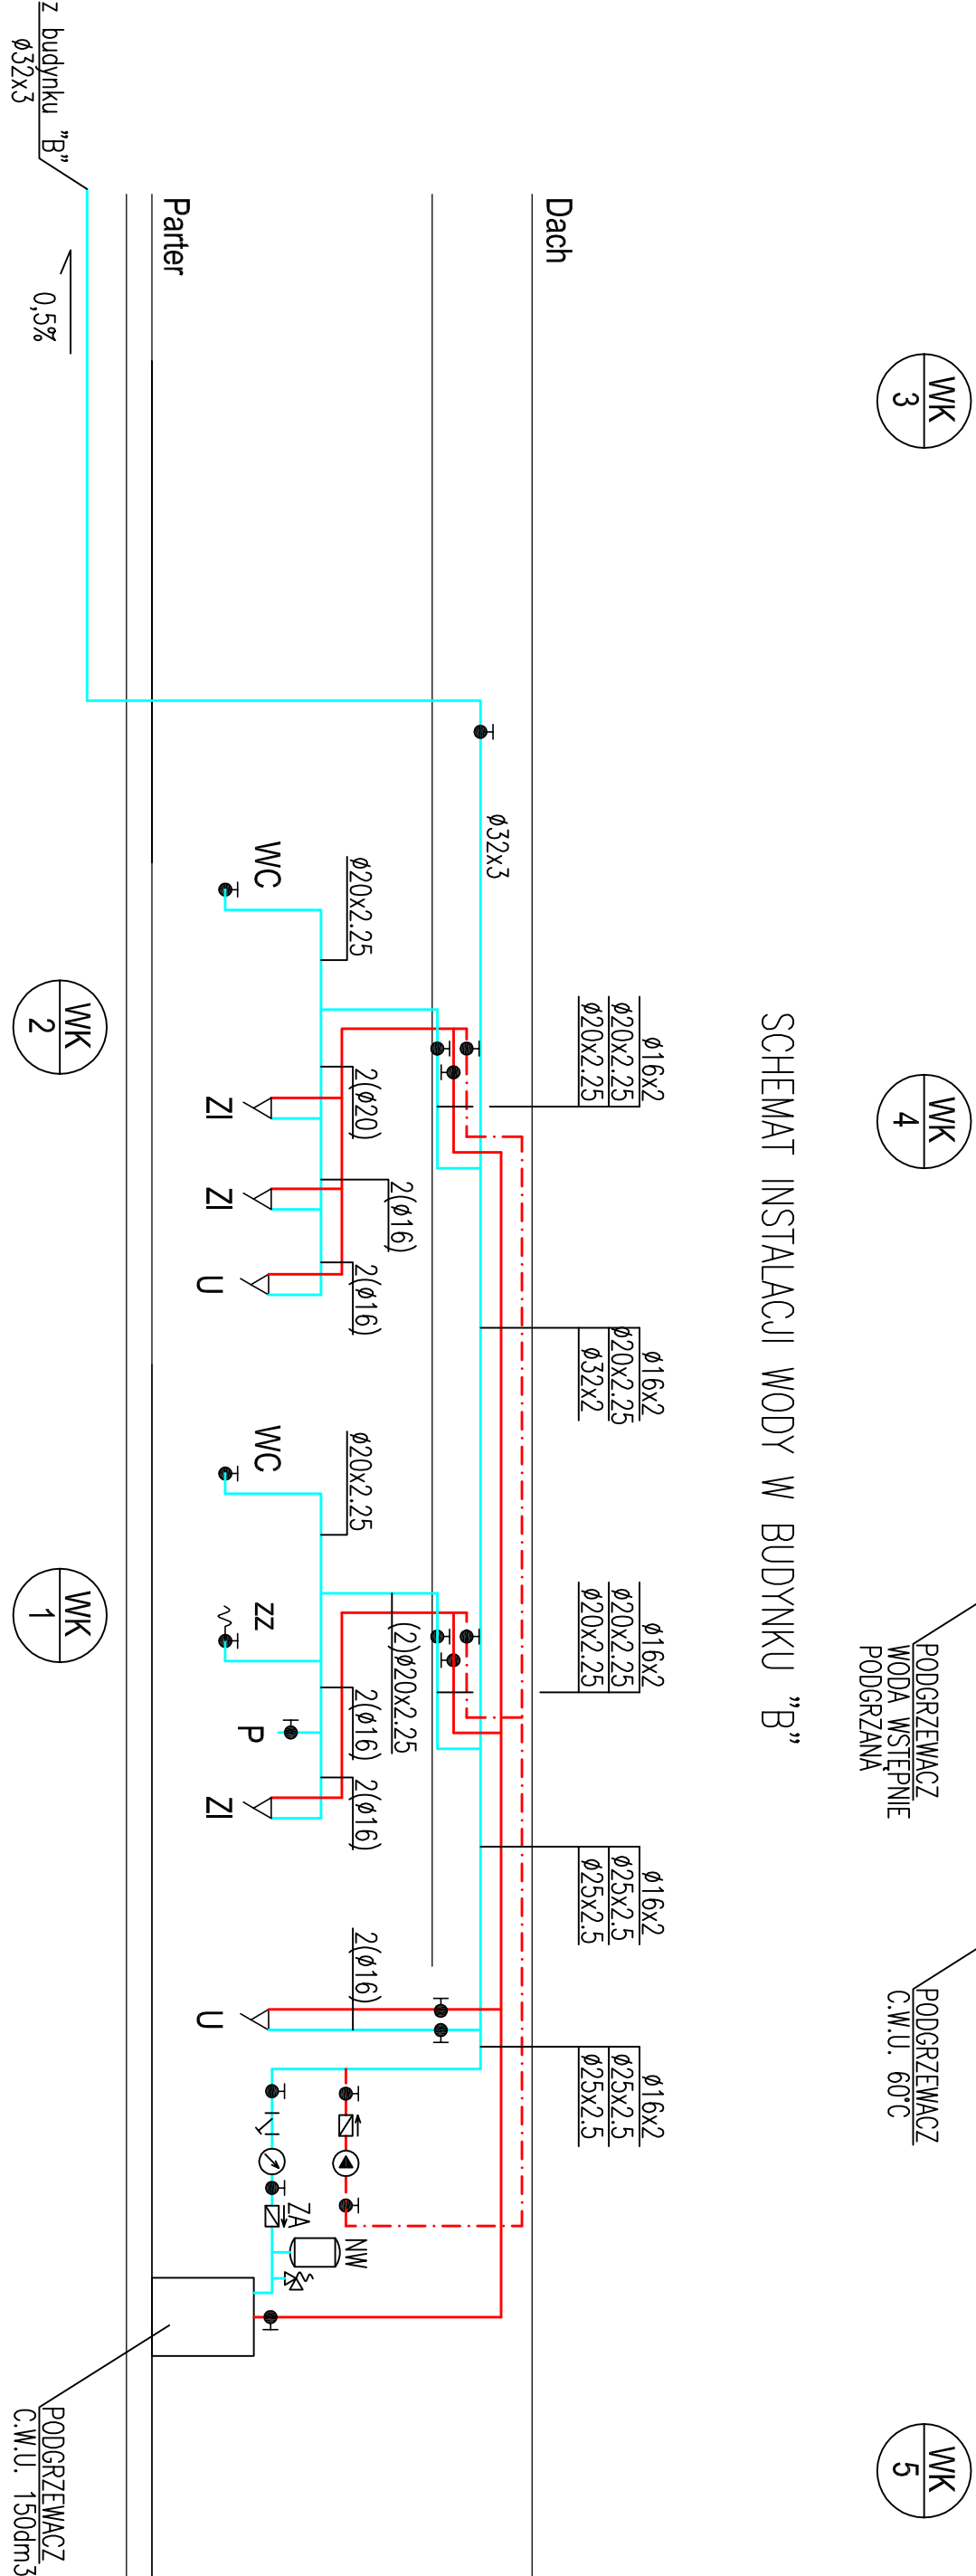 WK
3
WK
4
WK
5
PODGRZEWACZ
WODA WSTĘPNIE
PODGRZANA
PODGRZEWACZ
C.W.U. 60°C
SCHEMAT INSTALACJI WODY W BUDYNKU "B"
ø16x2
ø20x2.25
ø20x2.25
ø16x2
ø20x2.25
ø32x2
ø16x2
ø20x2.25
ø20x2.25
ø16x2
ø25x2.5
ø25x2.5
ø16x2
ø25x2.5
ø25x2.5
Dach
ø32x3
ø20x2.25
2(ø20)
2(ø16)
2(ø16)
ø20x2.25
(2)ø20x2.25
2(ø16)
2(ø16)
2(ø16)
NW
ZA
WC
ZI
ZI
U
WC
zz
P
ZI
U
Parter
z budynku "B"
ø32x3
0,5%
WK
2
WK
1
PODGRZEWACZ
C.W.U. 150dm3